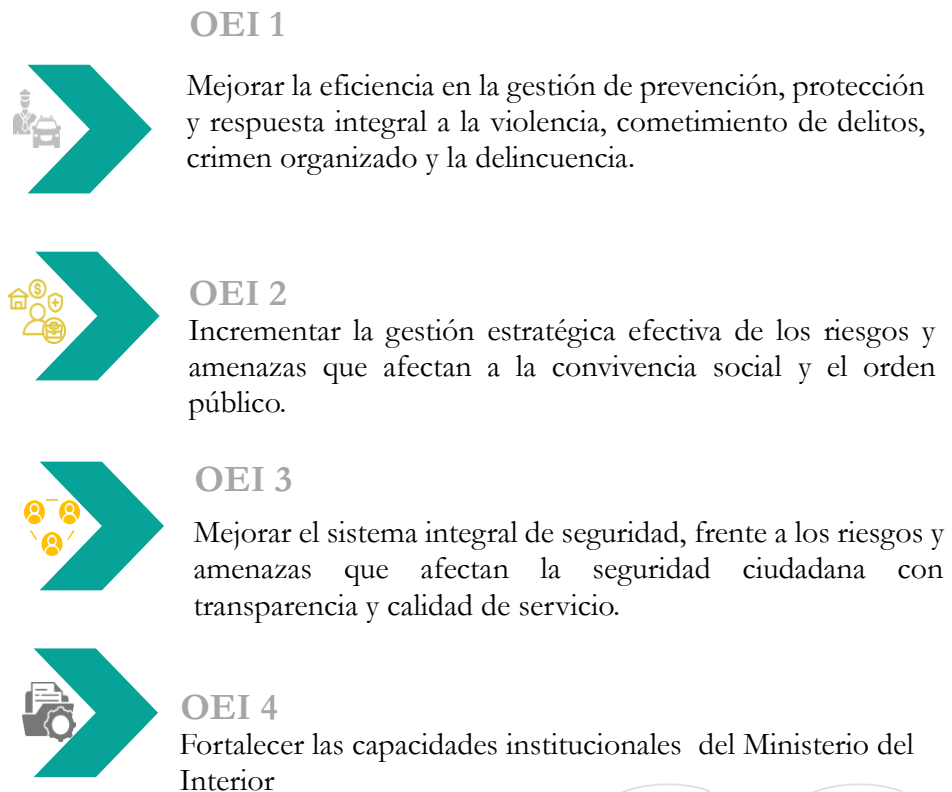 OEI 1
Mejorar la eficiencia en la gestión de prevención, protección
y respuesta integral a la violencia, cometimiento de delitos,
crimen organizado y la delincuencia.
OEI 2
Incrementar la gestión estratégica efectiva de los riesgos y
amenazas que afectan a la convivencia social y el orden
público.
OEI 3
Mejorar el sistema integral de seguridad, frente a los riesgos y
amenazas que afectan la seguridad ciudadana con
transparencia y calidad de servicio.
OEI 4
Fortalecer las capacidades institucionales del Ministerio del
Interior